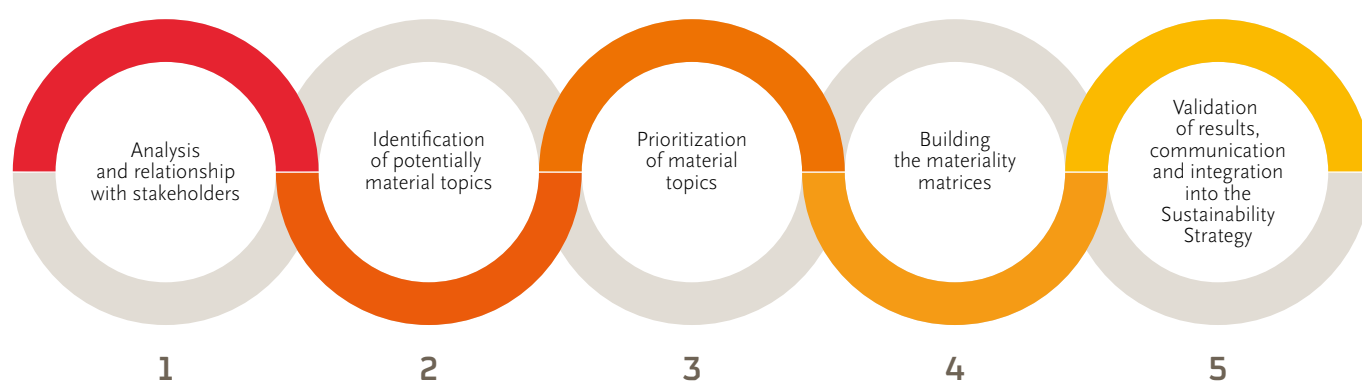 Analysis
and relationship
with stakeholders
Identification
of potentially
material topics
Prioritization
of material
topics
Building
the materiality
matrices
Validation
of results,
communication
and integration
into the
Sustainability
Strategy
1
2
3
4
5